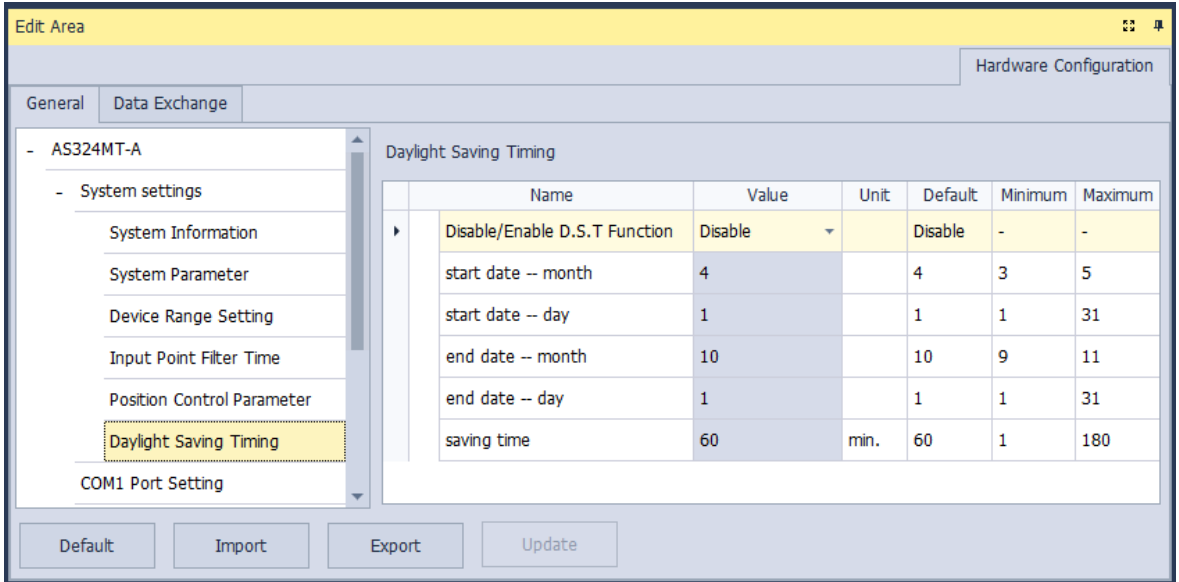 Edit Area
Hardware Configuration
General Data Exchange
- AS324MT-A
- System settings
System Information
System Parameter
Device Range Setting
Input Point Filter Time
Position Control Parameter
Daylight Saving Timing
COM1 Port Setting
Daylight Saving Timing
Name Value Unit Default Minimum Maximum
Disable/Enable D.S.T Function Disable Disable - -
start date -- month 4 4 3 5
start date -- day 1 1 1 31
end date -- month 10 10 9 11
end date -- day 1 1 1 31
saving time 60 min. 60 1 180
Default Import Export Update